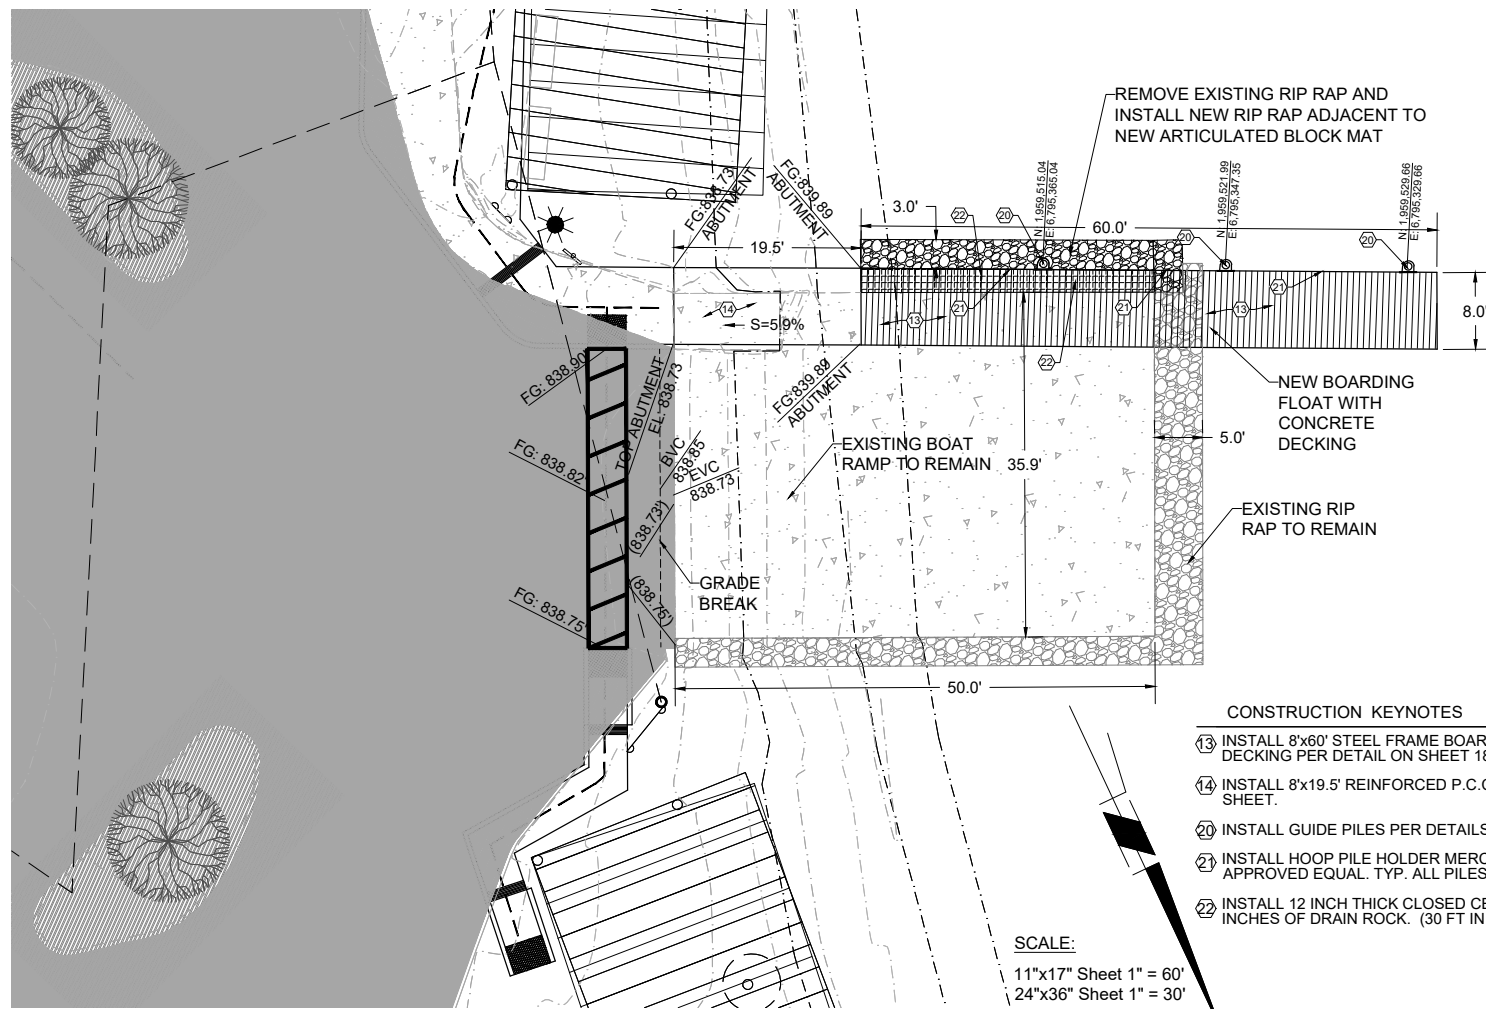 REMOVE EXISTING RIP RAP AND
INSTALL NEW RIP RAP ADJACENT TO
NEW ARTICULATED BLOCK MAT
N: 1,959,515.04
E: 6,795,365.04
N: 1,959,521.99
E: 6,795,347.35
N: 1,959,529.66
E: 6,795,329.66
FG:838.73
ABUTMENT
FG:839.89
ABUTMENT
3.0'
22
20
60.0'
20
20
19.5'
14
S=5.9%
13
21
21
13
21
8.0'
22
FG: 838.90'
TOP ABUTMENT
EL: 838.73
FG:839.89
ABUTMENT
NEW BOARDING
FLOAT WITH
CONCRETE
DECKING
FG: 838.82'
BVC
838.85
EVC
838.73
EXISTING BOAT
RAMP TO REMAIN
35.9'
5.0'
(838.73')
EXISTING RIP
RAP TO REMAIN
FG: 838.75'
(838.75')
GRADE
BREAK
50.0'
CONSTRUCTION KEYNOTES
13 INSTALL 8'x60' STEEL FRAME BOAR
DECKING PER DETAIL ON SHEET 18
14 INSTALL 8'x19.5' REINFORCED P.C.C
SHEET.
20 INSTALL GUIDE PILES PER DETAILS
21 INSTALL HOOP PILE HOLDER MERC
APPROVED EQUAL. TYP. ALL PILES
22 INSTALL 12 INCH THICK CLOSED CE
INCHES OF DRAIN ROCK. (30 FT IN
SCALE:
11"x17" Sheet 1" = 60'
24"x36" Sheet 1" = 30'